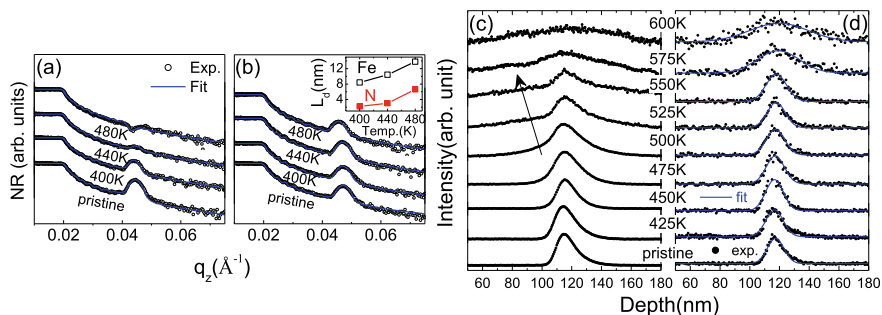 (a)
Exp.
Fit
480K
440K
400K
pristine
NR (arb. units)
0.02 0.04 0.06
(b)
12
8
4
0
L_d(nm)
Fe
N
400 440 480
Temp.(K)
480K
440K
400K
pristine
0.02 0.04 0.06
q_z(Å^-1)
(c)
Intensity(arb. unit)
600K
575K
550K
525K
500K
475K
450K
425K
pristine
60 80 100 120 140 160 180
(d)
fit
exp.
60 80 100 120 140 160 180
Depth(nm)